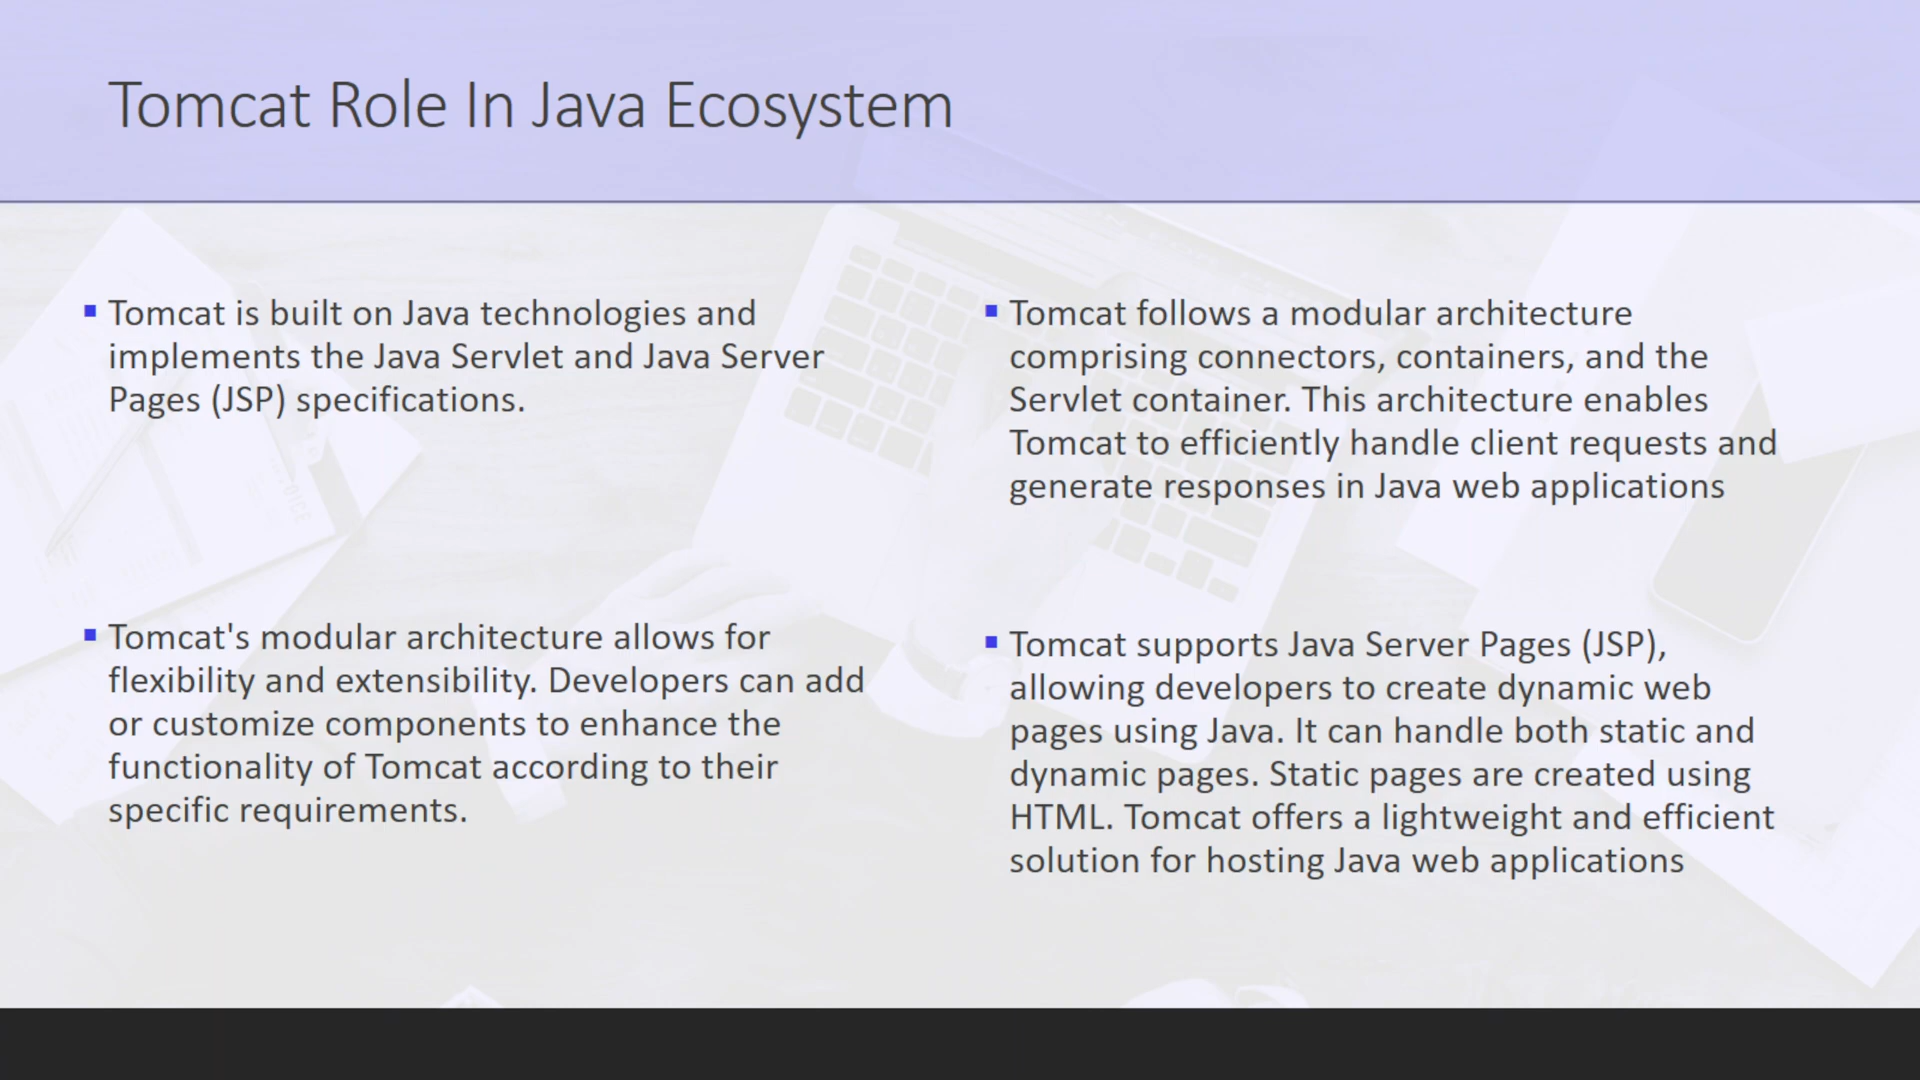 Tomcat Role In Java Ecosystem
▪ Tomcat is built on Java technologies and
implements the Java Servlet and Java Server
Pages (JSP) specifications.
▪ Tomcat's modular architecture allows for
flexibility and extensibility. Developers can add
or customize components to enhance the
functionality of Tomcat according to their
specific requirements.
▪ Tomcat follows a modular architecture
comprising connectors, containers, and the
Servlet container. This architecture enables
Tomcat to efficiently handle client requests and
generate responses in Java web applications
▪ Tomcat supports Java Server Pages (JSP),
allowing developers to create dynamic web
pages using Java. It can handle both static and
dynamic pages. Static pages are created using
HTML. Tomcat offers a lightweight and efficient
solution for hosting Java web applications